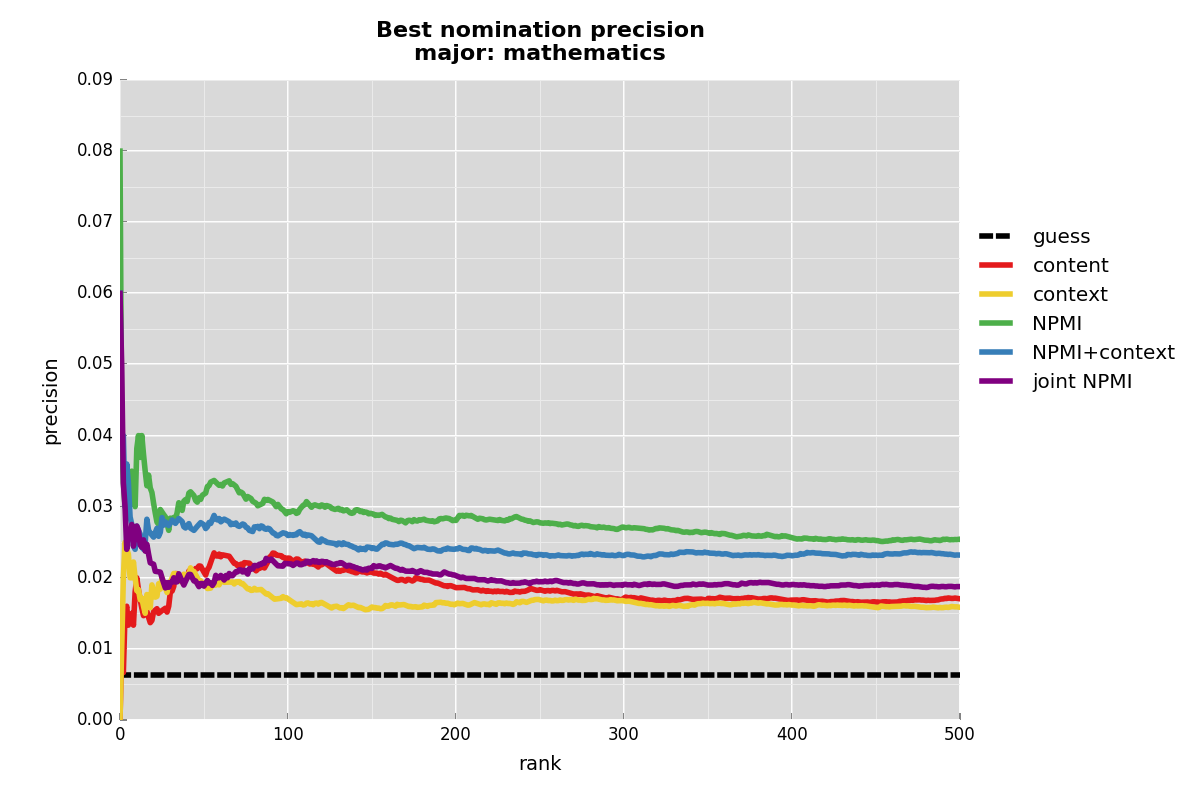 Best nomination precision
major: mathematics
0.09
0.08
0.07
0.06
0.05
0.04
0.03
0.02
0.01
0.00
precision
0
100
200
300
400
500
rank
guess
content
context
NPMI
NPMI+context
joint NPMI